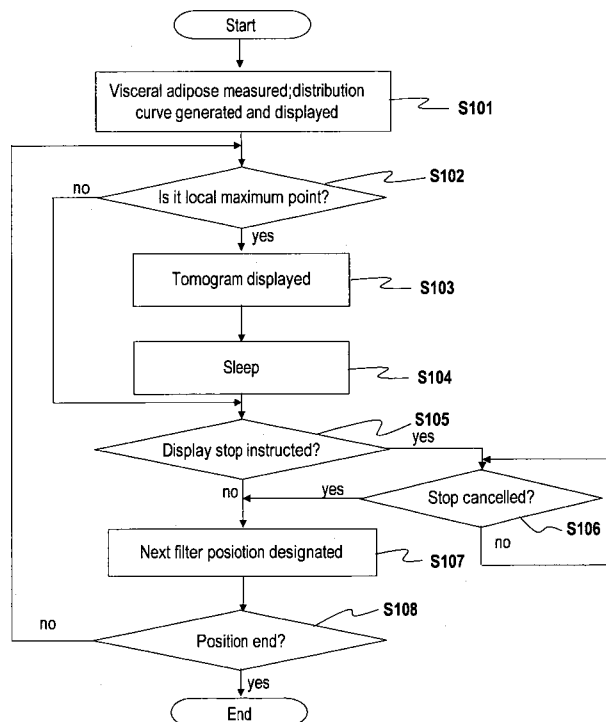 Start
Visceral adipose measured;distribution
curve generated and displayed
S101
S102
no
Is it local maximum point?
yes
Tomogram displayed
S103
Sleep
S104
S105
Display stop instructed?
yes
no
yes
Stop cancelled?
S106
no
Next filter posiotion designated
S107
S108
no
Position end?
yes
End